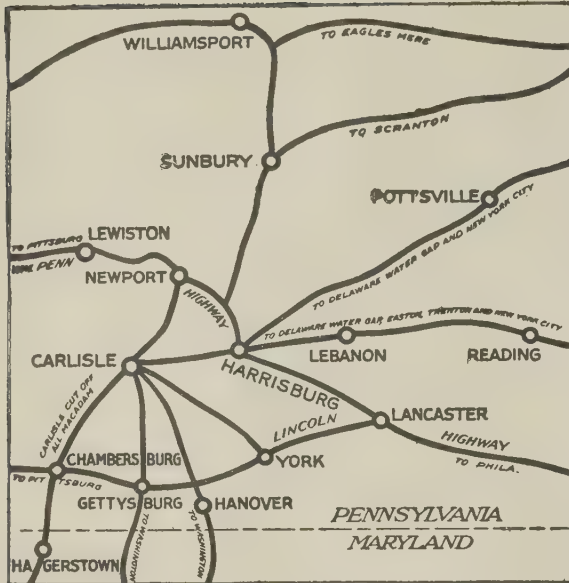 WILLIAMSPORT
TO EAGLES MERE
TO SCRANTON
SUNBURY
POTTSVILLE
TO DELAWARE WATER GAP AND NEW YORK CITY
TO PITTSBURG
LEWISTON
PENN
NEWPORT
HIGHWAY
TO DELAWARE WATER GAP, EASTON, TRENTON AND NEW YORK CITY
CARLISLE
HARRISBURG
LEBANON
READING
CARLISLE CUT OFF
ALL MACADAM
LINCOLN
LANCASTER
HIGHWAY
TO PHILA.
CHAMBERSBURG
YORK
TO PITTSBURG
GETTYSBURG
HANOVER
TO WASHINGTON
TO WASHINGTON
PENNSYLVANIA
MARYLAND
HAGERSTOWN